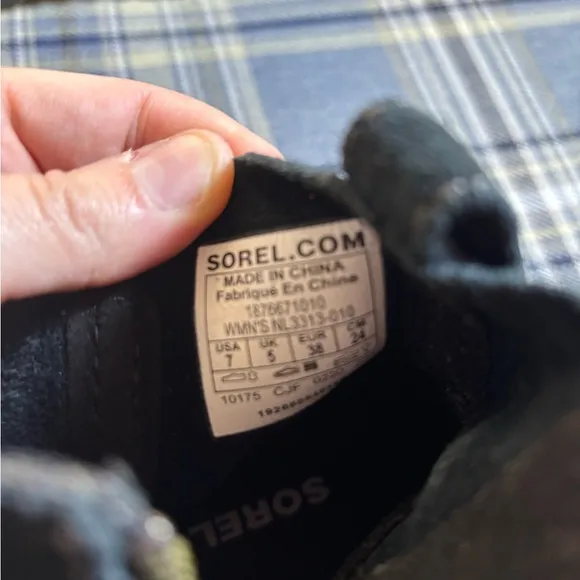 SOREL.COM
MADE IN CHINA
Fabriqué En Chine
1876671010
WMN'S NL3313-010
USA UK EUR CM
7 5 38 24
10175 CJF
SOREL